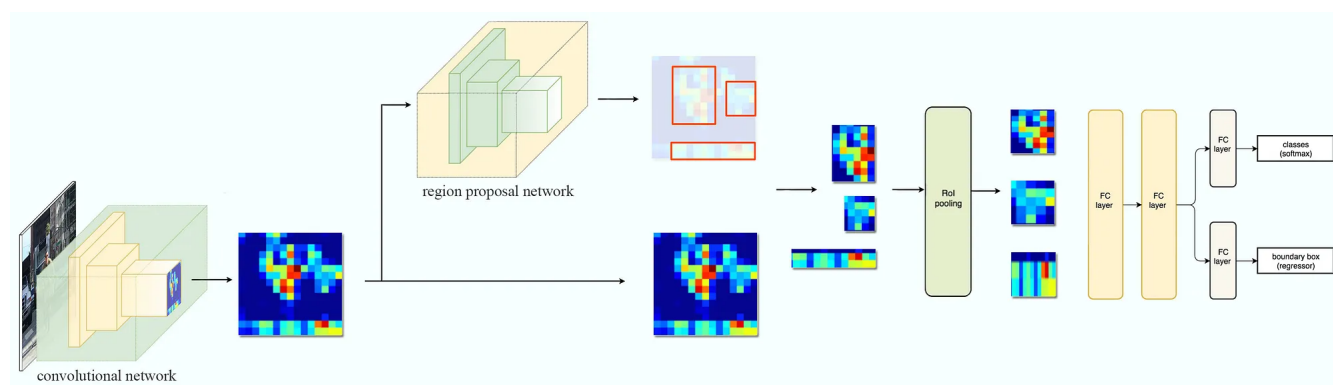 convolutional network
region proposal network
RoI
pooling
FC
layer
FC
layer
FC
layer
classes
(softmax)
FC
layer
boundary box
(regressor)